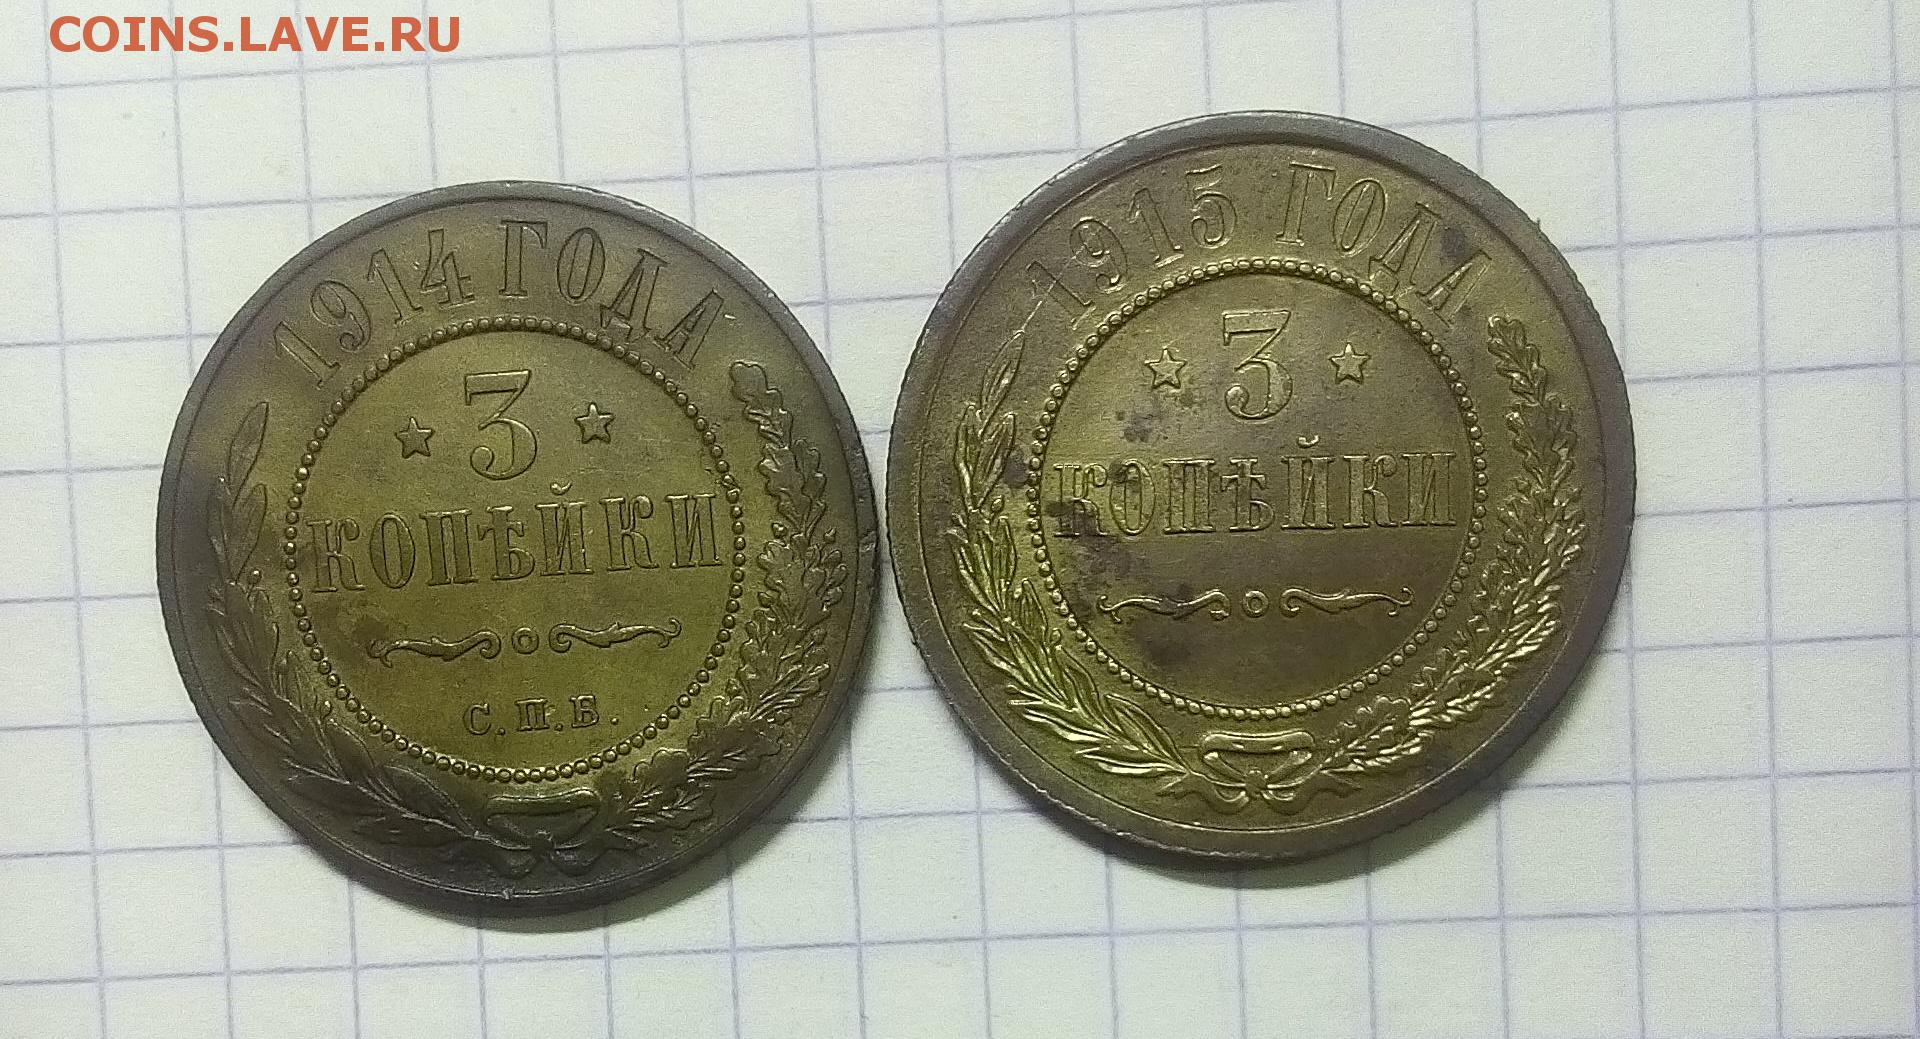 COINS.LAVE.RU
1914 ГОДА
3
КОПѢЙКИ
С.П.Б.
1915 ГОДА
3
КОПѢЙКИ